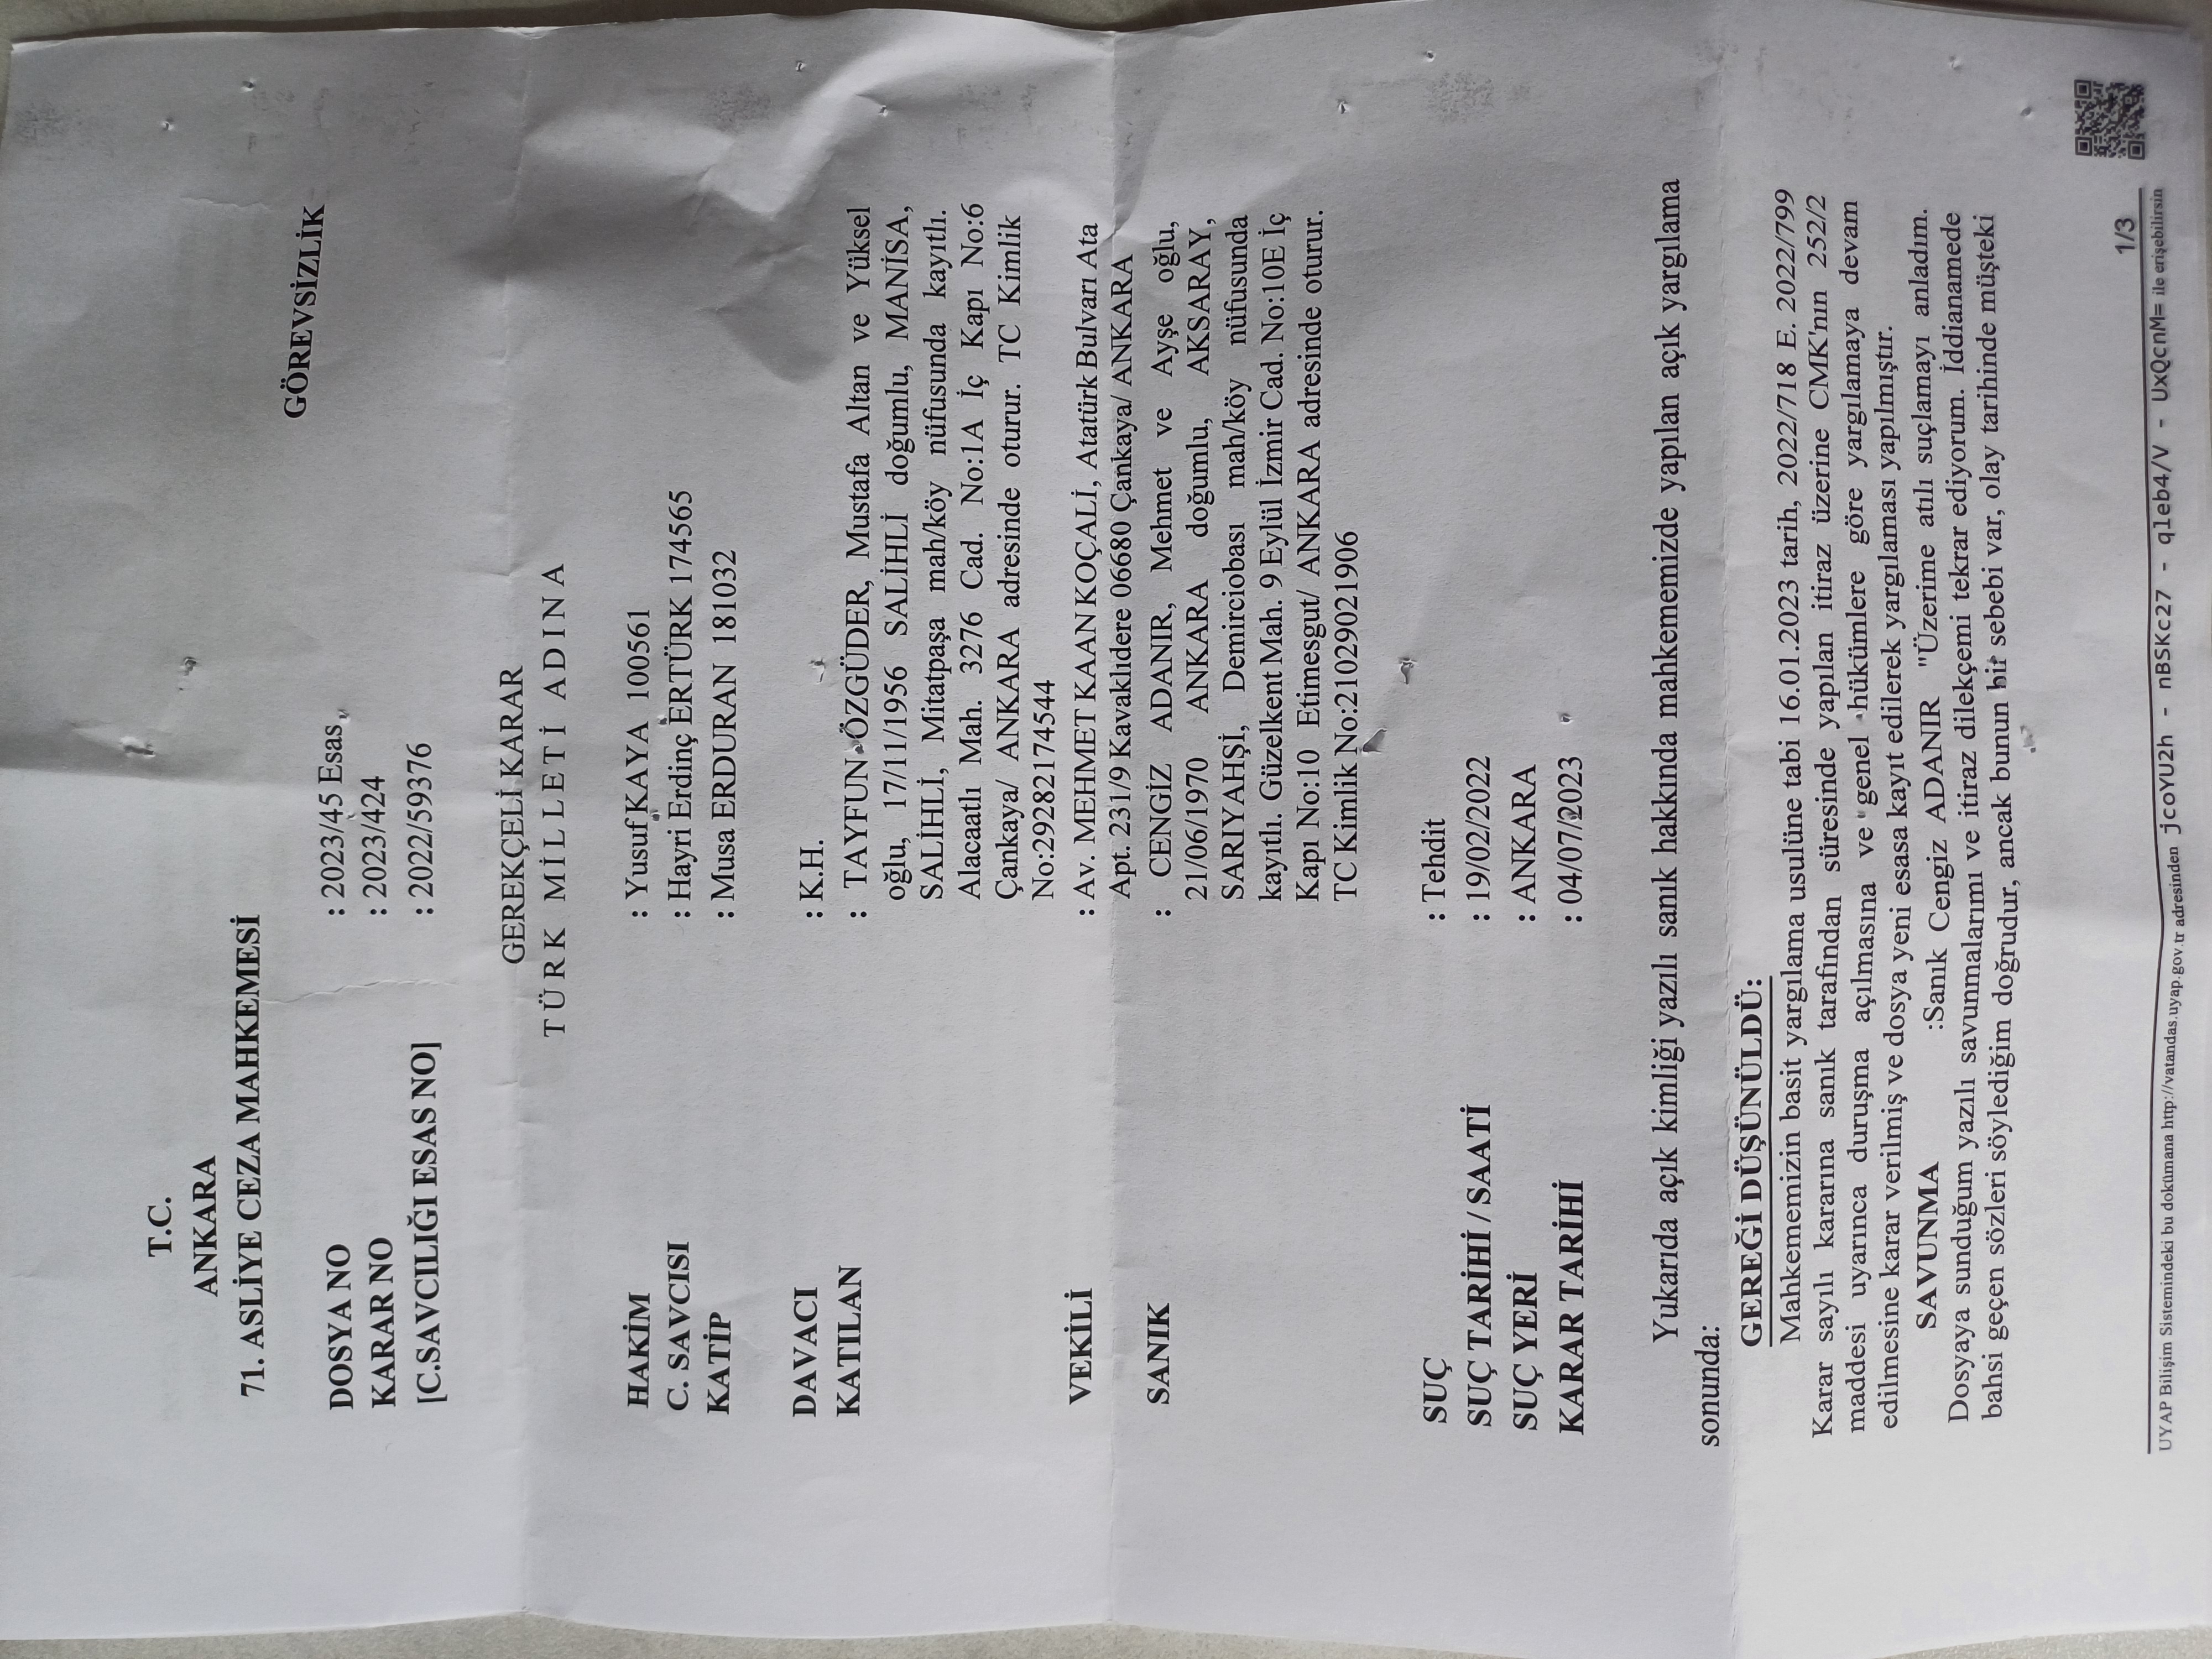 T.C.
ANKARA
71. ASLİYE CEZA MAHKEMESİ
GÖREVSİZLİK
DOSYA NO : 2023/45 Esas
KARAR NO : 2023/424
[C.SAVCILIĞI ESAS NO] : 2022/59376
GEREKÇELİ KARAR
TÜRK MİLLETİ ADINA
HAKİM : Yusuf KAYA 100561
C. SAVCISI : Hayri Erdinç ERTÜRK 174565
KATİP : Musa ERDURAN 181032
DAVACI : K.H.
KATILAN : TAYFUN ÖZGÜDER, Mustafa Altan ve Yüksel
oğlu, 17/11/1956 SALİHLİ doğumlu, MANİSA,
SALİHLİ, Mitatpaşa mah/köy nüfusunda kayıtlı.
Alacaatlı Mah. 3276 Cad. No:1A İç Kapı No:6
Çankaya/ ANKARA adresinde oturur. TC Kimlik
No:29282174544
VEKİLİ : Av. MEHMET KAAN KOÇALİ, Atatürk Bulvarı Ata
Apt. 231/9 Kavaklıdere 06680 Çankaya/ ANKARA
SANIK : CENGİZ ADANIR, Mehmet ve Ayşe oğlu,
21/06/1970 ANKARA doğumlu, AKSARAY,
SARIYAHŞİ, Demirciobası mah/köy nüfusunda
kayıtlı. Güzelkent Mah. 9 Eylül İzmir Cad. No:10E İç
Kapı No:10 Etimesgut/ ANKARA adresinde oturur.
TC Kimlik No:21029021906
SUÇ : Tehdit
SUÇ TARİHİ / SAATİ : 19/02/2022
SUÇ YERİ : ANKARA
KARAR TARİHİ : 04/07/2023
Yukarıda açık kimliği yazılı sanık hakkında mahkememizde yapılan açık yargılama
sonunda:
GEREĞİ DÜŞÜNÜLDÜ:
Mahkememizin basit yargılama usulüne tabi 16.01.2023 tarih, 2022/718 E. 2022/799
Karar sayılı kararına sanık tarafından süresinde yapılan itiraz üzerine CMK'nın 252/2
maddesi uyarınca duruşma açılmasına ve genel hükümlere göre yargılamaya devam
edilmesine karar verilmiş ve dosya yeni esasa kayıt edilerek yargılaması yapılmıştır.
SAVUNMA :Sanık Cengiz ADANIR "Üzerime atılı suçlamayı anladım.
Dosyaya sunduğum yazılı savunmalarımı ve itiraz dilekçemi tekrar ediyorum. İddianamede
bahsi geçen sözleri söylediğim doğrudur, ancak bunun bir sebebi var, olay tarihinde müşteki
1/3
UYAP Bilişim Sistemindeki bu dokümana http://vatandas.uyap.gov.tr adresinden jcoYU2h - nBSKc27 - qleb4/V - UxQcnM= ile erişebilirsin